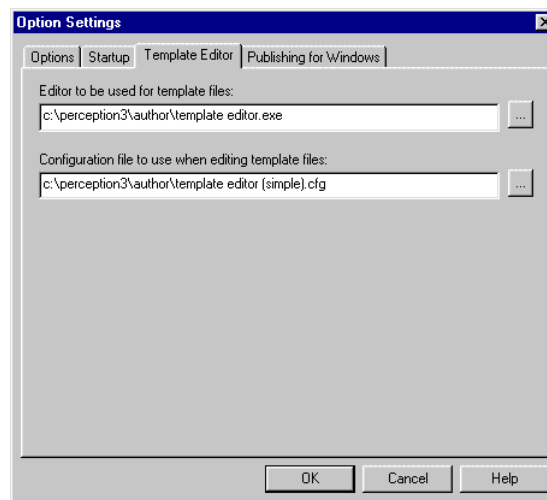 Option Settings
Options Startup Template Editor Publishing for Windows
Editor to be used for template files:
c:\perception3\author\template editor.exe ...
Configuration file to use when editing template files:
c:\perception3\author\template editor (simple).cfg ...
OK Cancel Help